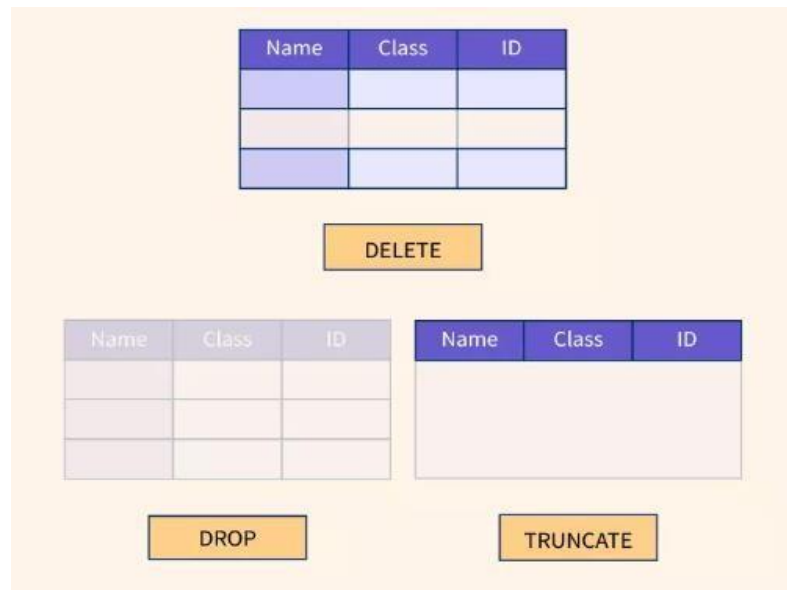 Name Class ID
DELETE
Name Class ID
Name Class ID
DROP
TRUNCATE